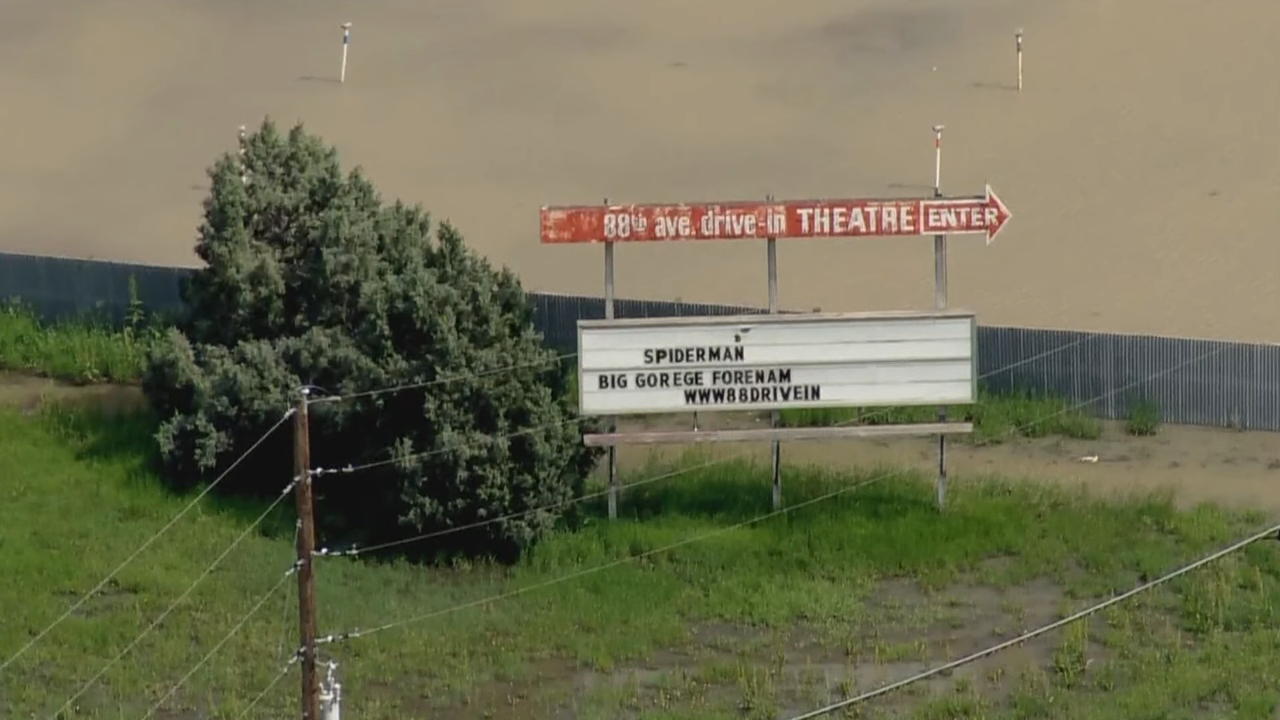 88th ave. drive-in THEATRE ENTER
SPIDERMAN
BIG GOREGE FORENAM
WWW88DRIVEIN